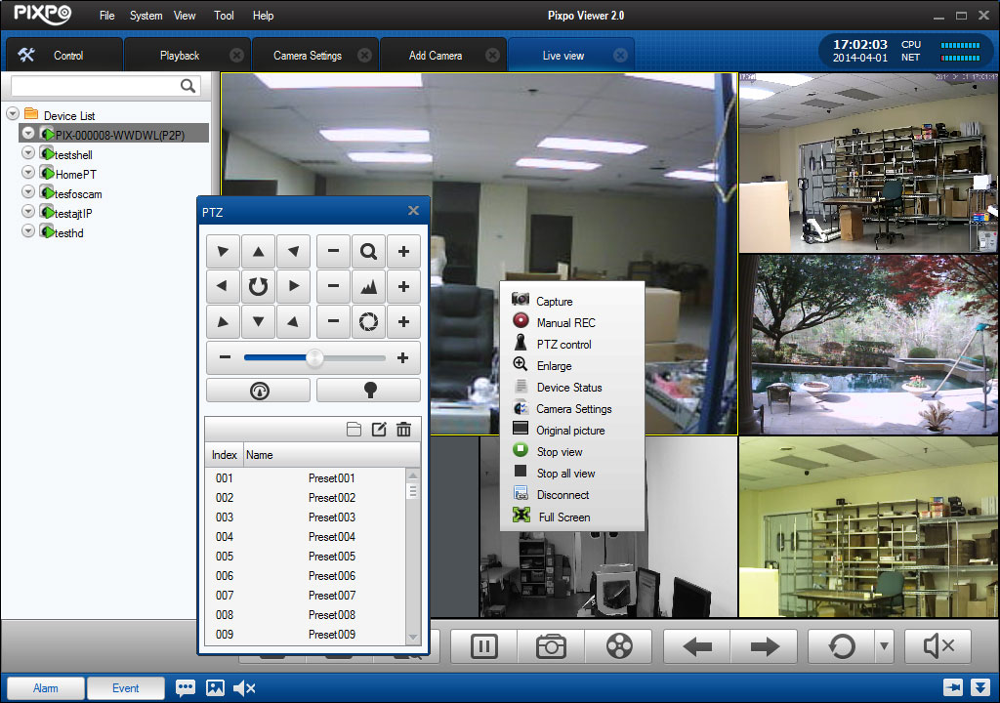 PIXPO
File System View Tool Help
Pixpo Viewer 2.0
Control
Playback
Camera Settings
Add Camera
Live view
17:02:03 CPU
2014-04-01 NET
Device List
PIX-000008-WWDWL(P2P)
testshell
HomePT
tesfoscam
testajtIP
testhd
PTZ
Index Name
001 Preset001
002 Preset002
003 Preset003
004 Preset004
005 Preset005
006 Preset006
007 Preset007
008 Preset008
009 Preset009
Capture
Manual REC
PTZ control
Enlarge
Device Status
Camera Settings
Original picture
Stop view
Stop all view
Disconnect
Full Screen
Alarm
Event